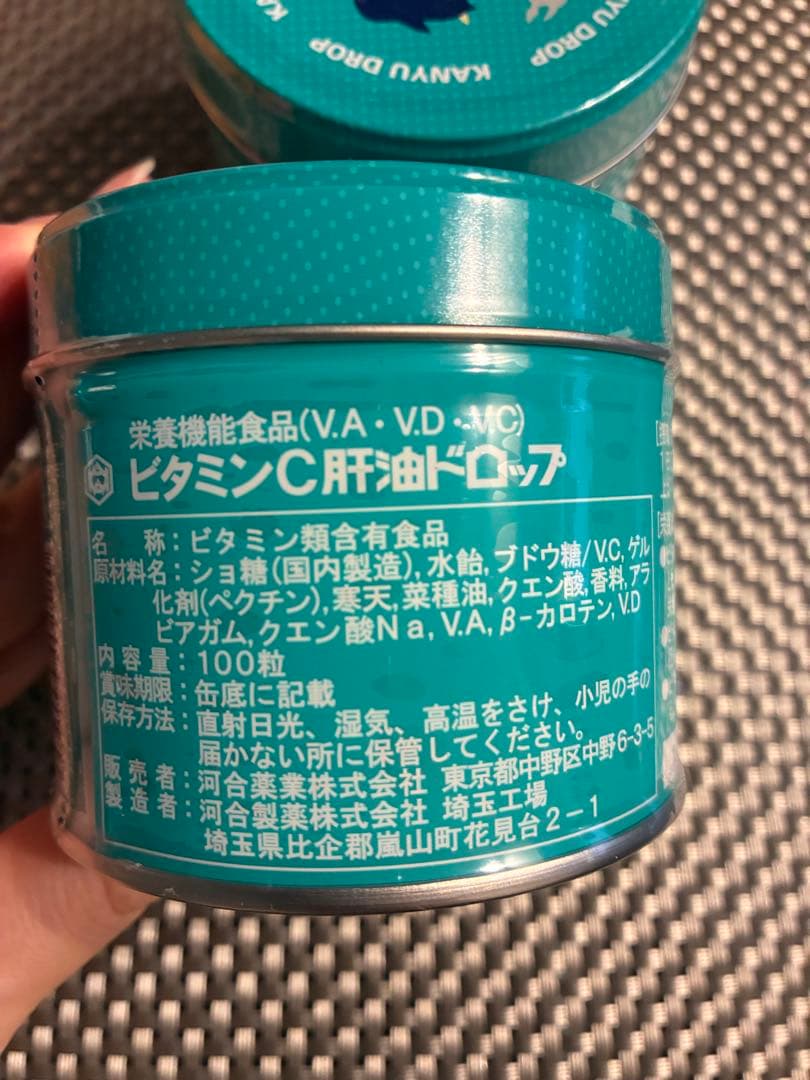 KANYU DROP
KANYU DROP
栄養機能食品(V.A・V.D・V.C)
ビタミンC肝油ドロップ
名　　称：ビタミン類含有食品
原材料名：ショ糖(国内製造),水飴,ブドウ糖/V.C,ゲル
化剤(ペクチン),寒天,菜種油,クエン酸,香料,アラ
ビアガム,クエン酸Na,V.A,β-カロテン,V.D
内容量：100粒
賞味期限：缶底に記載
保存方法：直射日光、湿気、高温をさけ、小児の手の
届かない所に保管してください。
販売者：河合薬業株式会社 東京都中野区中野6-3-5
製造者：河合製薬株式会社 埼玉工場
埼玉県比企郡嵐山町花見台2-1